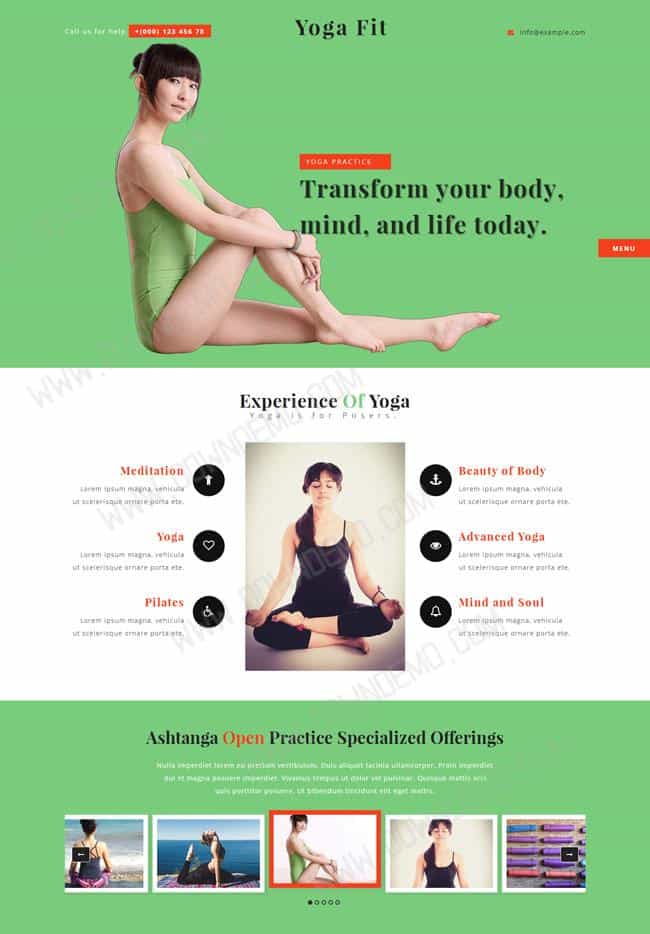 Call us for help +(000) 123 456 78
Yoga Fit
info@example.com
YOGA PRACTICE
Transform your body,
mind, and life today.
MENU
Experience Of Yoga
Yoga is for Posers.
Meditation
Lorem ipsum magna, vehicula
ut scelerisque ornare porta ete.
Yoga
Lorem ipsum magna, vehicula
ut scelerisque ornare porta ete.
Pilates
Lorem ipsum magna, vehicula
ut scelerisque ornare porta ete.
Beauty of Body
Lorem ipsum magna, vehicula
ut scelerisque ornare porta ete.
Advanced Yoga
Lorem ipsum magna, vehicula
ut scelerisque ornare porta ete.
Mind and Soul
Lorem ipsum magna, vehicula
ut scelerisque ornare porta ete.
Ashtanga Open Practice Specialized Offerings
Nulla imperdiet lorem eu pretium vestibulum. Duis aliquat lacinia ullamcorper. Proin imperdiet
dui et magna posuere imperdiet. Vivamus tempus ut dolor vel pulvinar. Quisque mattis orci
quis porttitor posuere. Ut bibendum tincidunt elit eget mattis.
WWW.DOWNDEMO.COM
WWW.DOWNDEMO.COM
WWW.DOWNDEMO.COM